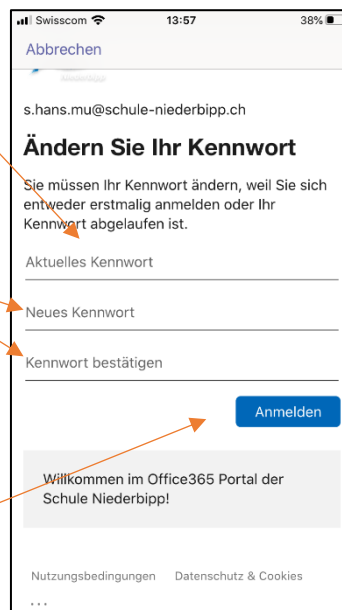 Swisscom 13:57 38%
Abbrechen
Niederbipp
s.hans.mu@schule-niederbipp.ch
Ändern Sie Ihr Kennwort
Sie müssen Ihr Kennwort ändern, weil Sie sich
entweder erstmalig anmelden oder Ihr
Kennwort abgelaufen ist.
Aktuelles Kennwort
Neues Kennwort
Kennwort bestätigen
Anmelden
Willkommen im Office365 Portal der
Schule Niederbipp!
Nutzungsbedingungen Datenschutz & Cookies
...